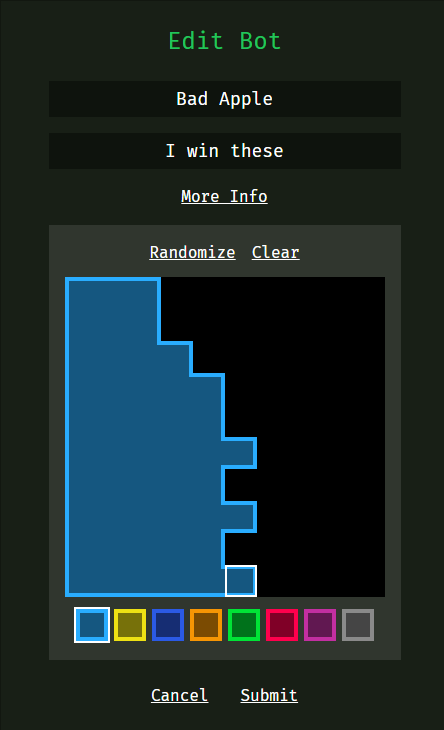 Edit Bot
Bad Apple
I win these
More Info
Randomize Clear
Cancel Submit